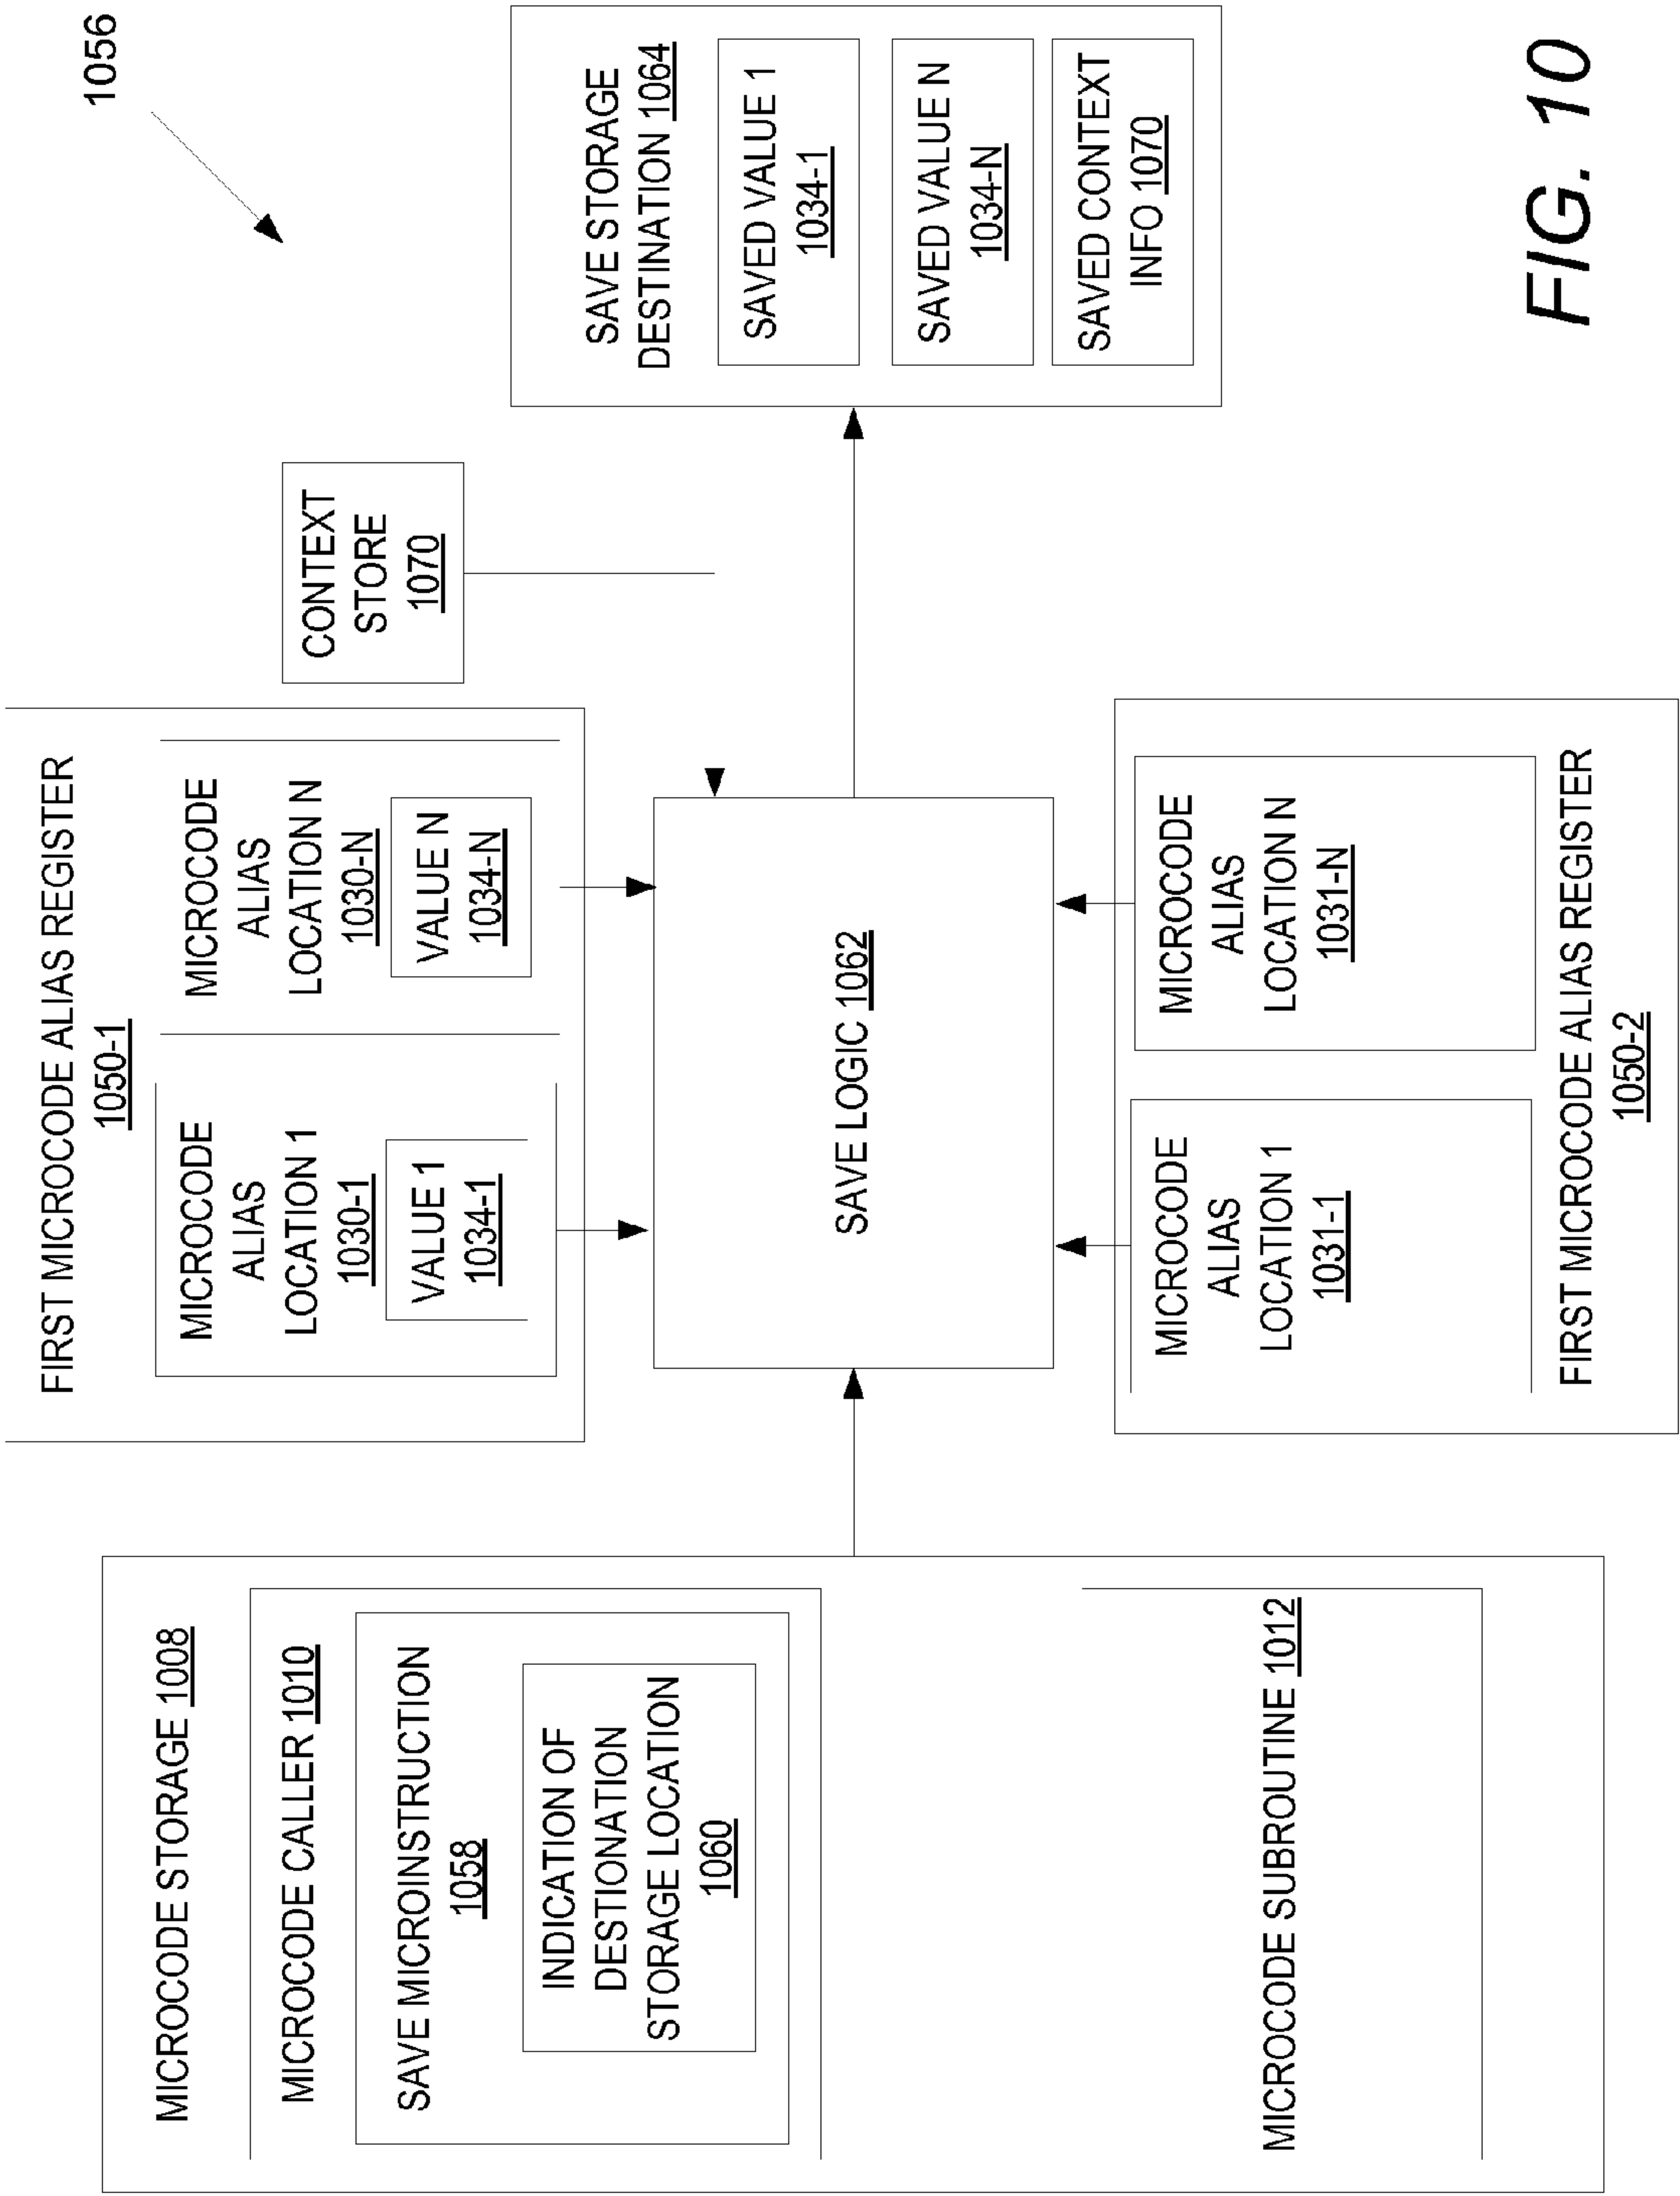 1056
MICROCODE STORAGE 1008
MICROCODE CALLER 1010
SAVE MICROINSTRUCTION
1058
INDICATION OF
DESTIONATION
STORAGE LOCATION
1060
MICROCODE SUBROUTINE 1012
FIRST MICROCODE ALIAS REGISTER
1050-1
MICROCODE
ALIAS
LOCATION 1
1030-1
VALUE 1
1034-1
MICROCODE
ALIAS
LOCATION N
1030-N
VALUE N
1034-N
SAVE LOGIC 1062
MICROCODE
ALIAS
LOCATION 1
1031-1
MICROCODE
ALIAS
LOCATION N
1031-N
FIRST MICROCODE ALIAS REGISTER
1050-2
CONTEXT
STORE
1070
SAVE STORAGE
DESTINATION 1064
SAVED VALUE 1
1034-1
SAVED VALUE N
1034-N
SAVED CONTEXT
INFO 1070
FIG. 10